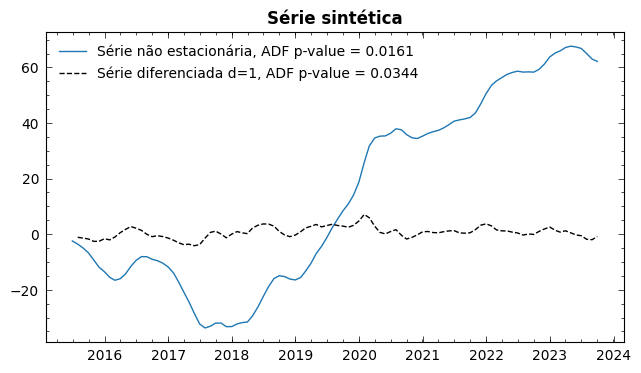 Série sintética
Série não estacionária, ADF p-value = 0.0161
Série diferenciada d=1, ADF p-value = 0.0344
60
40
20
0
−20
2016 2017 2018 2019 2020 2021 2022 2023 2024